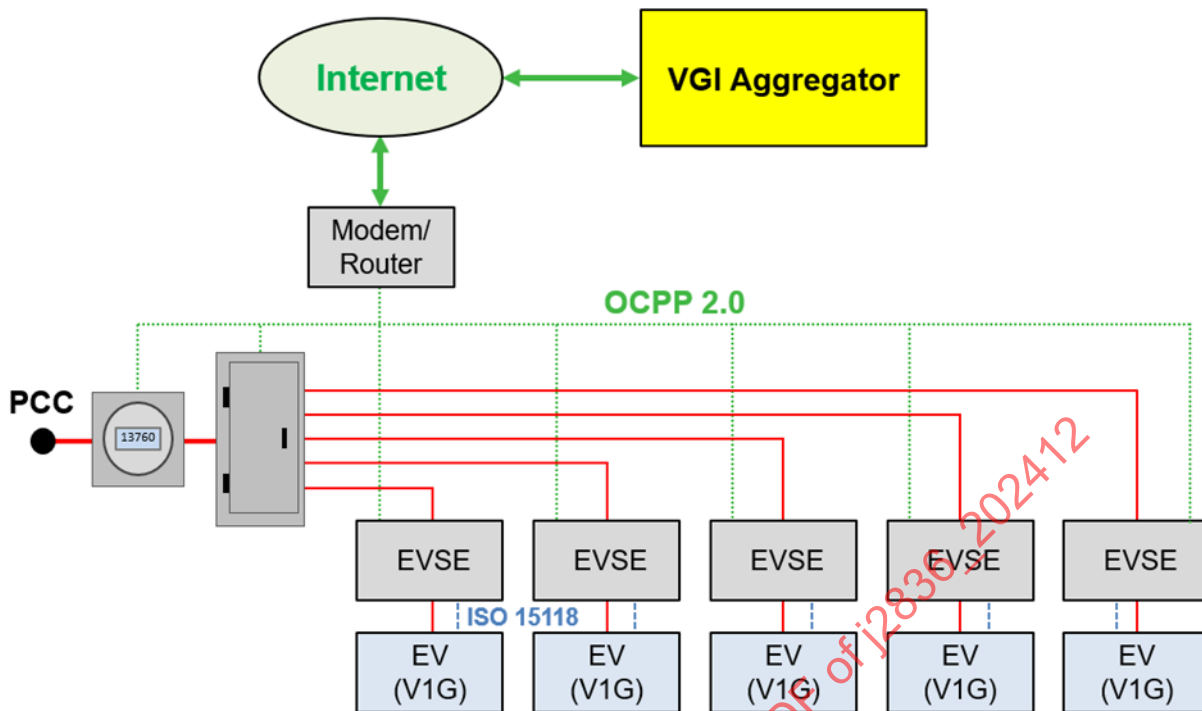 Internet
VGI Aggregator
Modem/
Router
OCPP 2.0
PCC
13760
EVSE
EVSE
EVSE
EVSE
EVSE
ISO 15118
EV
(V1G)
EV
(V1G)
EV
(V1G)
EV
(V1G)
EV
(V1G)
of j2836_202412